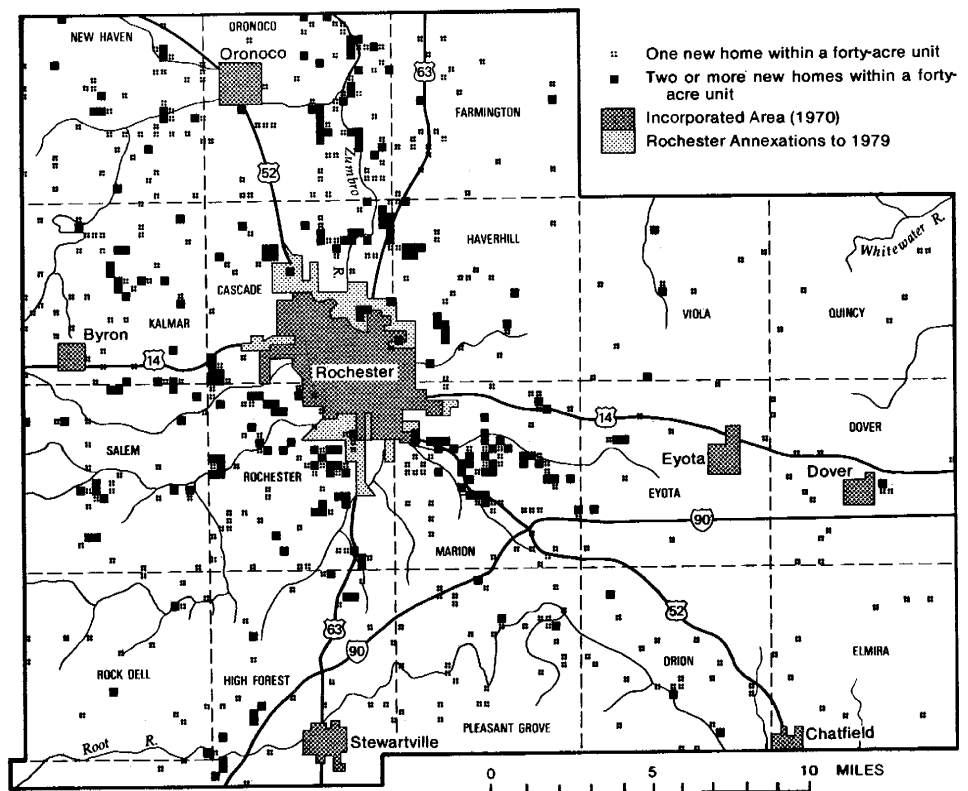 NEW HAVEN
ORONOCO
Oronoco
63
FARMINGTON
One new home within a forty-acre unit
Two or more new homes within a forty-
acre unit
Incorporated Area (1970)
Rochester Annexations to 1979
52
Zumbro
R.
HAVERHILL
Whitewater R.
CASCADE
KALMAR
VIOLA
QUINCY
Byron
14
Rochester
14
SALEM
ROCHESTER
Eyota
DOVER
Dover
EYOTA
90
MARION
63
90
52
ROCK DELL
HIGH FOREST
ORION
ELMIRA
PLEASANT GROVE
Root R.
Stewartville
Chatfield
0 5 10 MILES